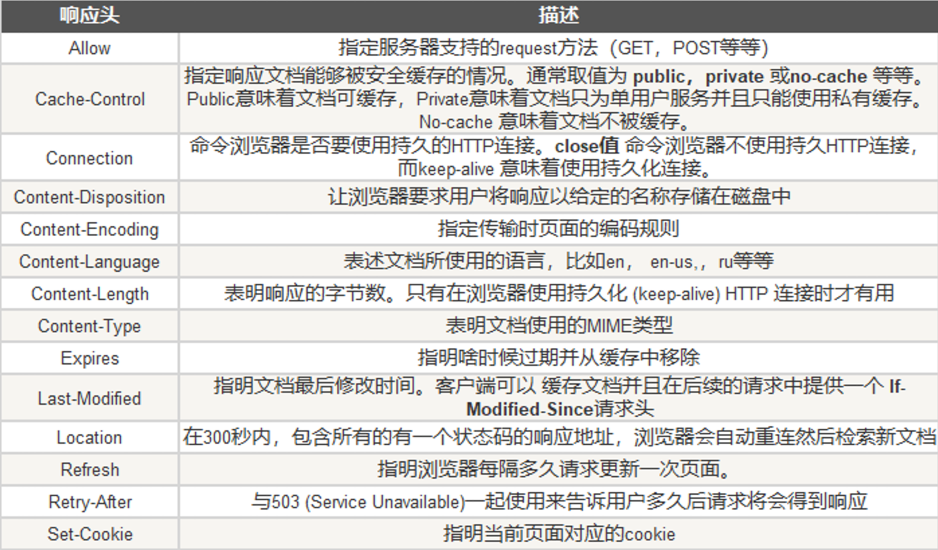 响应头 描述
Allow 指定服务器支持的request方法（GET，POST等等）
指定响应文档能够被安全缓存的情况。通常取值为 public，private 或no-cache 等等。
Cache-Control Public意味着文档可缓存，Private意味着文档只为单用户服务并且只能使用私有缓存。
No-cache 意味着文档不被缓存。
命令浏览器是否要使用持久的HTTP连接。close值 命令浏览器不使用持久HTTP连接，
Connection 而keep-alive 意味着使用持久化连接。
Content-Disposition 让浏览器要求用户将响应以给定的名称存储在磁盘中
Content-Encoding 指定传输时页面的编码规则
Content-Language 表述文档所使用的语言，比如en， en-us,，ru等等
Content-Length 表明响应的字节数。只有在浏览器使用持久化 (keep-alive) HTTP 连接时才有用
Content-Type 表明文档使用的MIME类型
Expires 指明啥时候过期并从缓存中移除
Last-Modified 指明文档最后修改时间。客户端可以 缓存文档并且在后续的请求中提供一个 If-
Modified-Since请求头
Location 在300秒内，包含所有的有一个状态码的响应地址，浏览器会自动重连然后检索新文档
Refresh 指明浏览器每隔多久请求更新一次页面。
Retry-After 与503 (Service Unavailable)一起使用来告诉用户多久后请求将会得到响应
Set-Cookie 指明当前页面对应的cookie